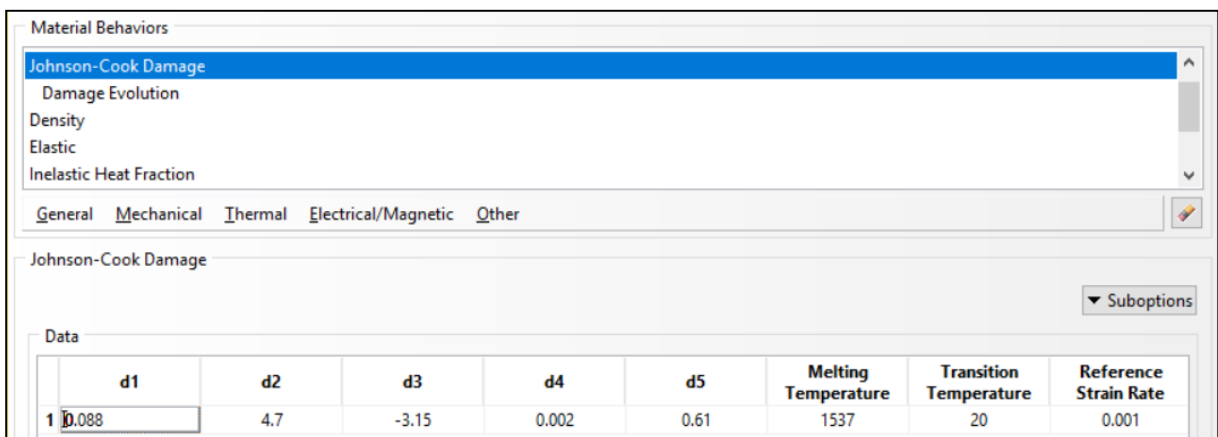 Material Behaviors
Johnson-Cook Damage
Damage Evolution
Density
Elastic
Inelastic Heat Fraction
General Mechanical Thermal Electrical/Magnetic Other
Johnson-Cook Damage
Suboptions
Data
d1 d2 d3 d4 d5 Melting Temperature Transition Temperature Reference Strain Rate
1 0.088 4.7 -3.15 0.002 0.61 1537 20 0.001